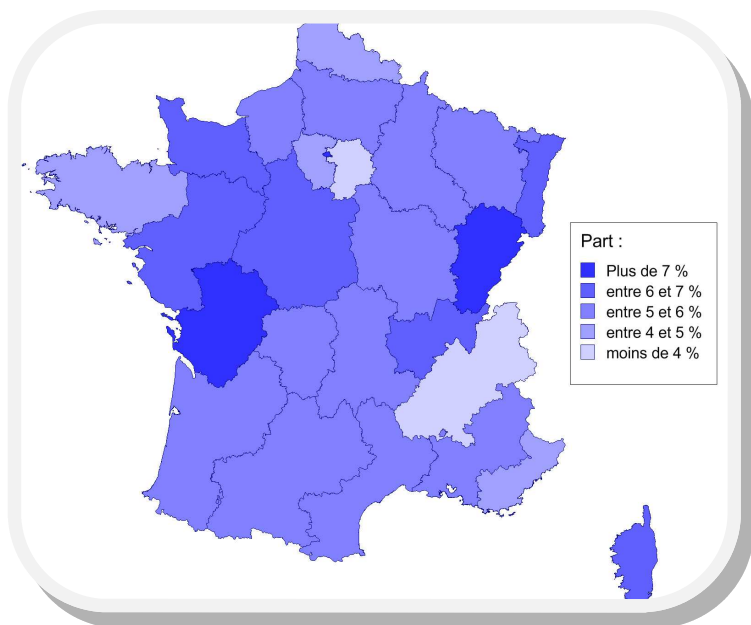 Part :
Plus de 7 %
entre 6 et 7 %
entre 5 et 6 %
entre 4 et 5 %
moins de 4 %